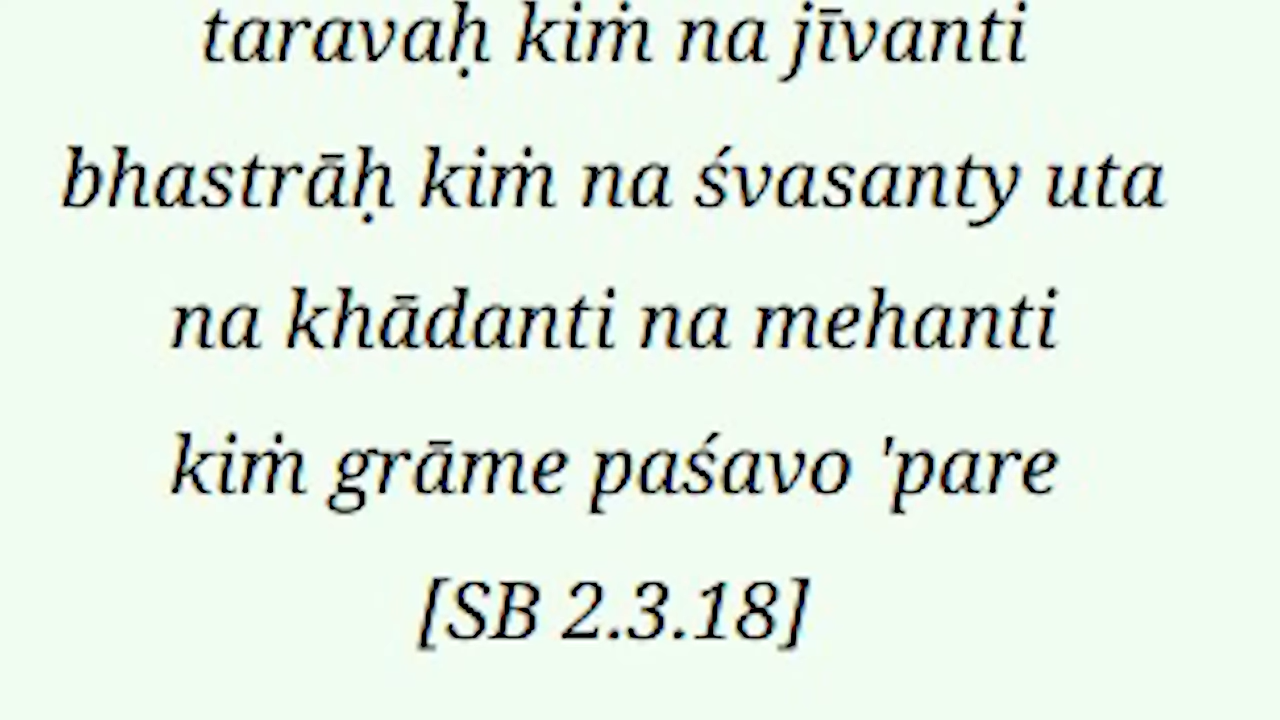 taravaḥ kiṁ na jīvanti
bhastrāḥ kiṁ na śvasanty uta
na khādanti na mehanti
kiṁ grāme paśavo 'pare
[SB 2.3.18]